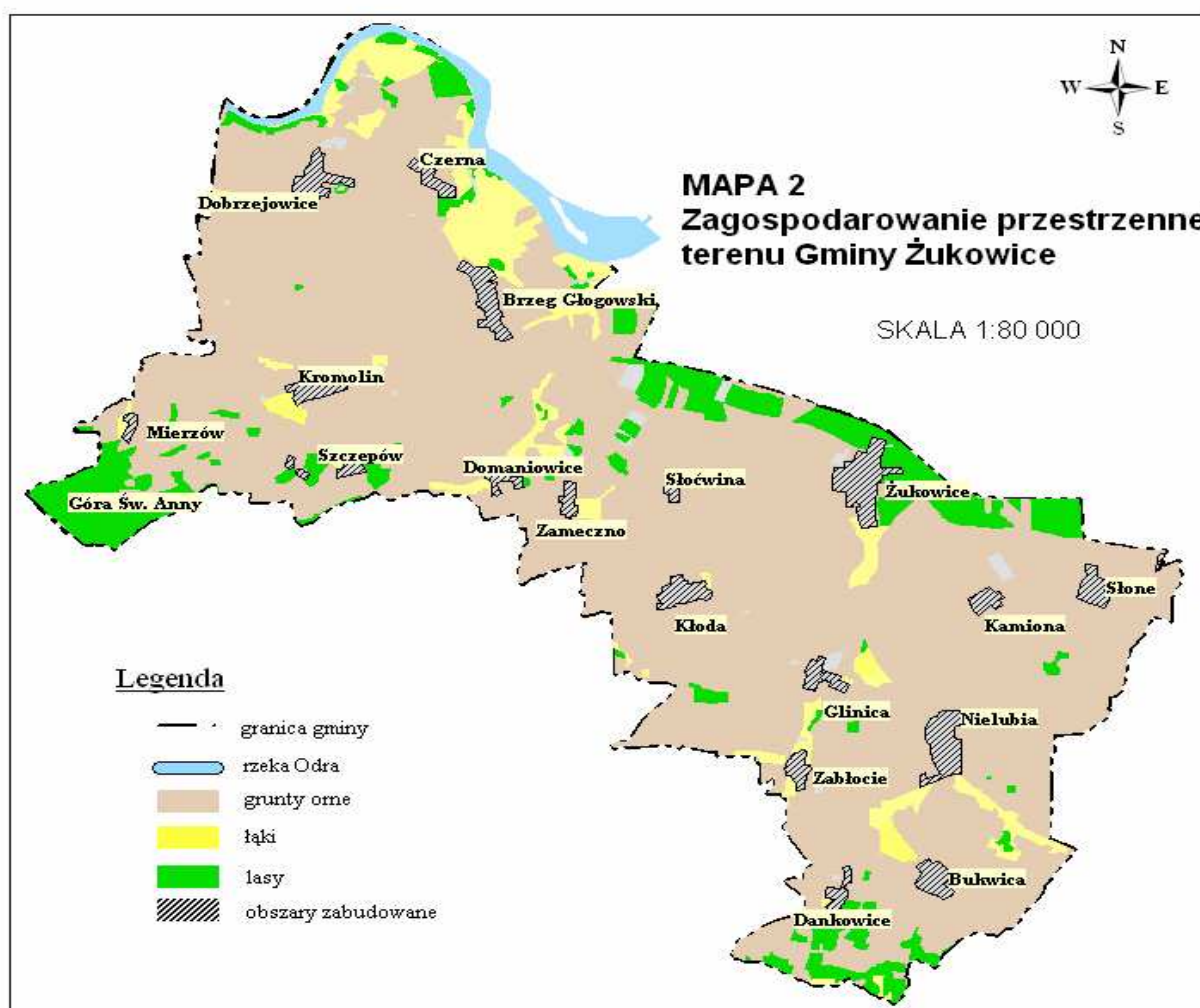 N
W E
S
MAPA 2
Zagospodarowanie przestrzenne
terenu Gminy Żukowice
SKALA 1:80 000
Czerna
Dobrzejowice
Brzeg Głogowski
Kromolin
Mierzów
Szczepów
Domaniowice
Słoćwina
Góra Św. Anny
Żukowice
Zameczno
Kłoda
Kamiona
Słone
Glinica
Nielubia
Zabłocie
Bukwica
Dankowice
Legenda
granica gminy
rzeka Odra
grunty orne
łąki
lasy
obszary zabudowane